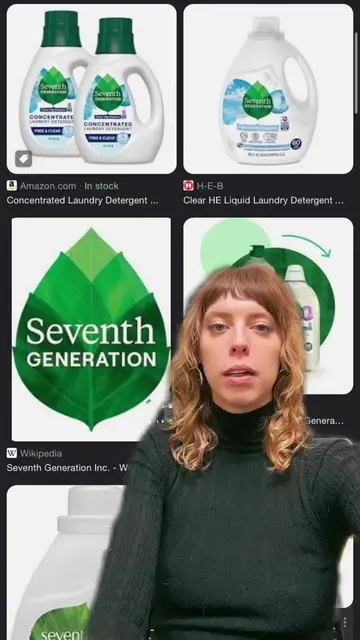 Seventh
GENERATION
CONCENTRATED
LAUNDRY DETERGENT
FREE & CLEAR
Seventh
GENERATION
CONCENTRATED
LAUNDRY DETERGENT
FREE & CLEAR
Seventh
GENERATION
Amazon.com · In stock
Concentrated Laundry Detergent ...
H-E-B
Clear HE Liquid Laundry Detergent ...
Seventh
GENERATION
Genera...
Wikipedia
Seventh Generation Inc. - W
seventh